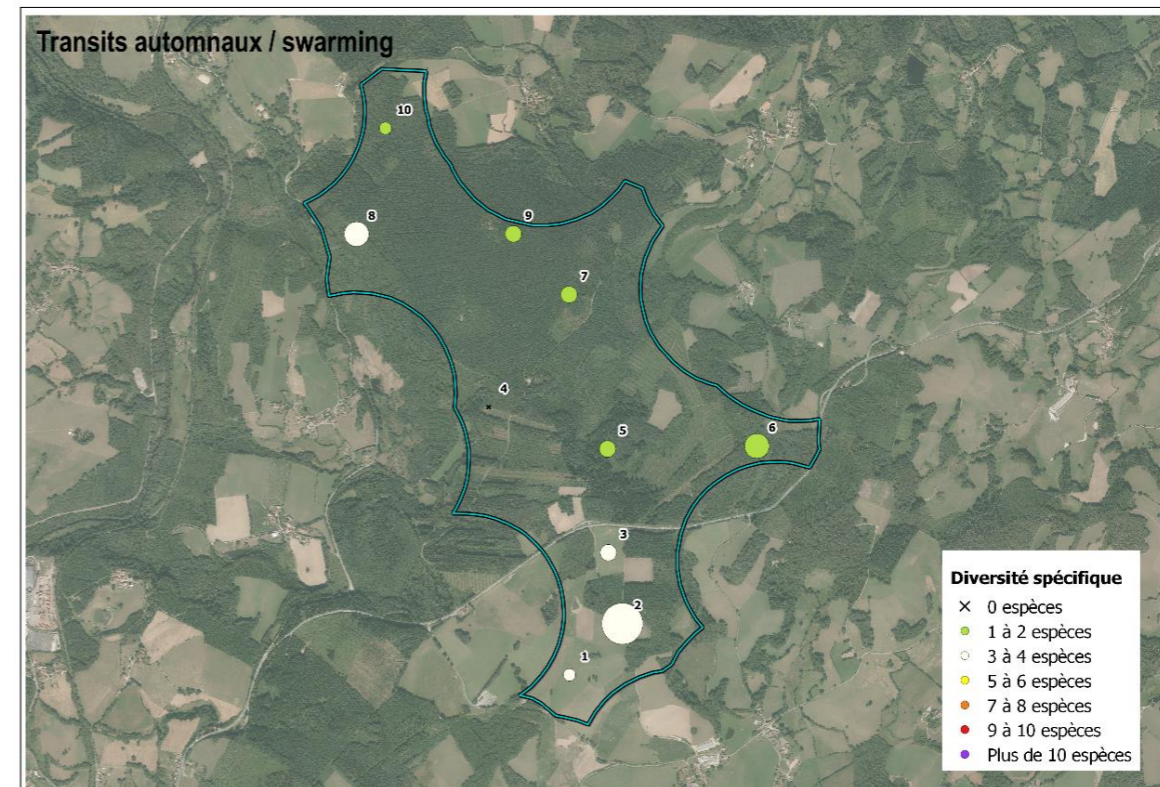 Transits automnaux / swarming
10
8
9
7
4
5
6
3
2
1
Diversité spécifique
0 espèces
1 à 2 espèces
3 à 4 espèces
5 à 6 espèces
7 à 8 espèces
9 à 10 espèces
Plus de 10 espèces